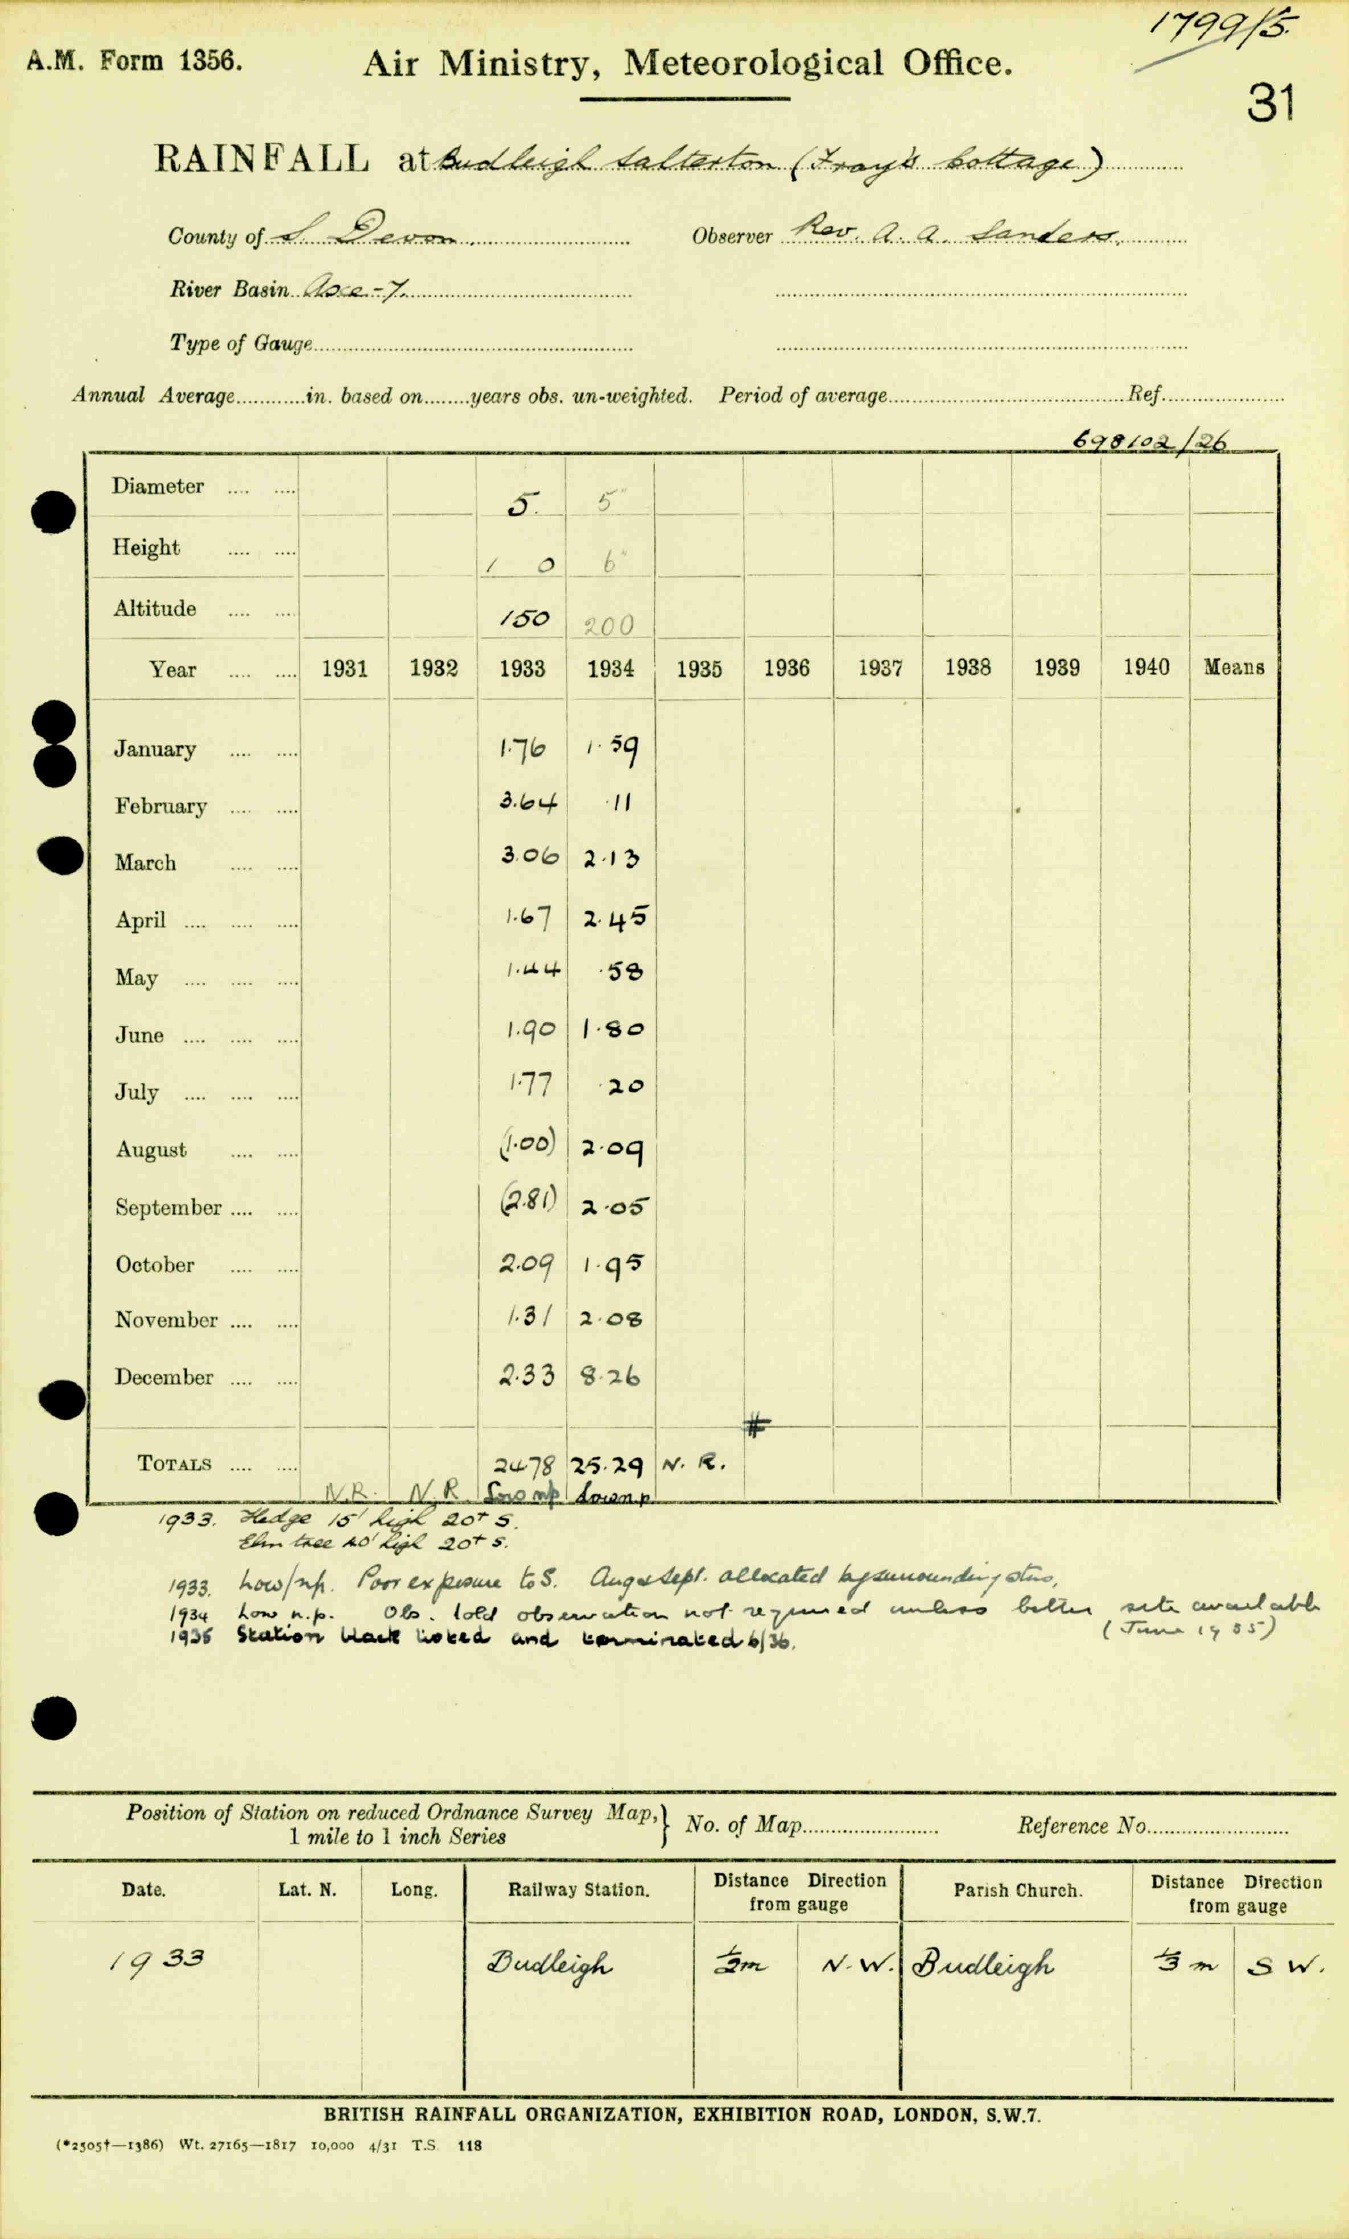 1799/5.
A.M. Form 1356. Air Ministry, Meteorological Office.
31
RAINFALL at Budleigh Salterton (Fray's Cottage)
County of S. Devon. Observer Rev. A. A. Sanders.
River Basin Axe-7.
Type of Gauge
Annual Average in. based on years obs. un-weighted. Period of average Ref.
698102/26
Diameter 5. 5"
Height 1 0 6"
Altitude 150 200
Year 1931 1932 1933 1934 1935 1936 1937 1938 1939 1940 Means
January 1.76 1.59
February 3.64 .11
March 3.06 2.13
April 1.67 2.45
May 1.44 .58
June 1.90 1.80
July 1.77 .20
August (1.00) 2.09
September (2.81) 2.05
October 2.09 1.95
November 1.31 2.08
December 2.33 8.26
#
TOTALS 24.78 25.29 N. R.
N.R. N.R. Low n/p Low n.p
1933. Hedge 15' high 20+ S.
Elm tree 40' high 20+ S.
1933. Low/n.p. Poor exposure to S. Aug & Sept. allocated by surrounding stns.
1934 Low n.p. Obs. told observation not required unless better site available
(June 1935)
1935 Station black listed and terminated 6/36.
Position of Station on reduced Ordnance Survey Map, } No. of Map Reference No.
1 mile to 1 inch Series
Date. Lat. N. Long. Railway Station. Distance Direction from gauge Parish Church. Distance Direction from gauge
1933 Budleigh ½m N.W. Budleigh ⅓ m S W.
BRITISH RAINFALL ORGANIZATION, EXHIBITION ROAD, LONDON, S.W.7.
(*2505†—1386) Wt. 27165—1817 10,000 4/31 T.S. 118